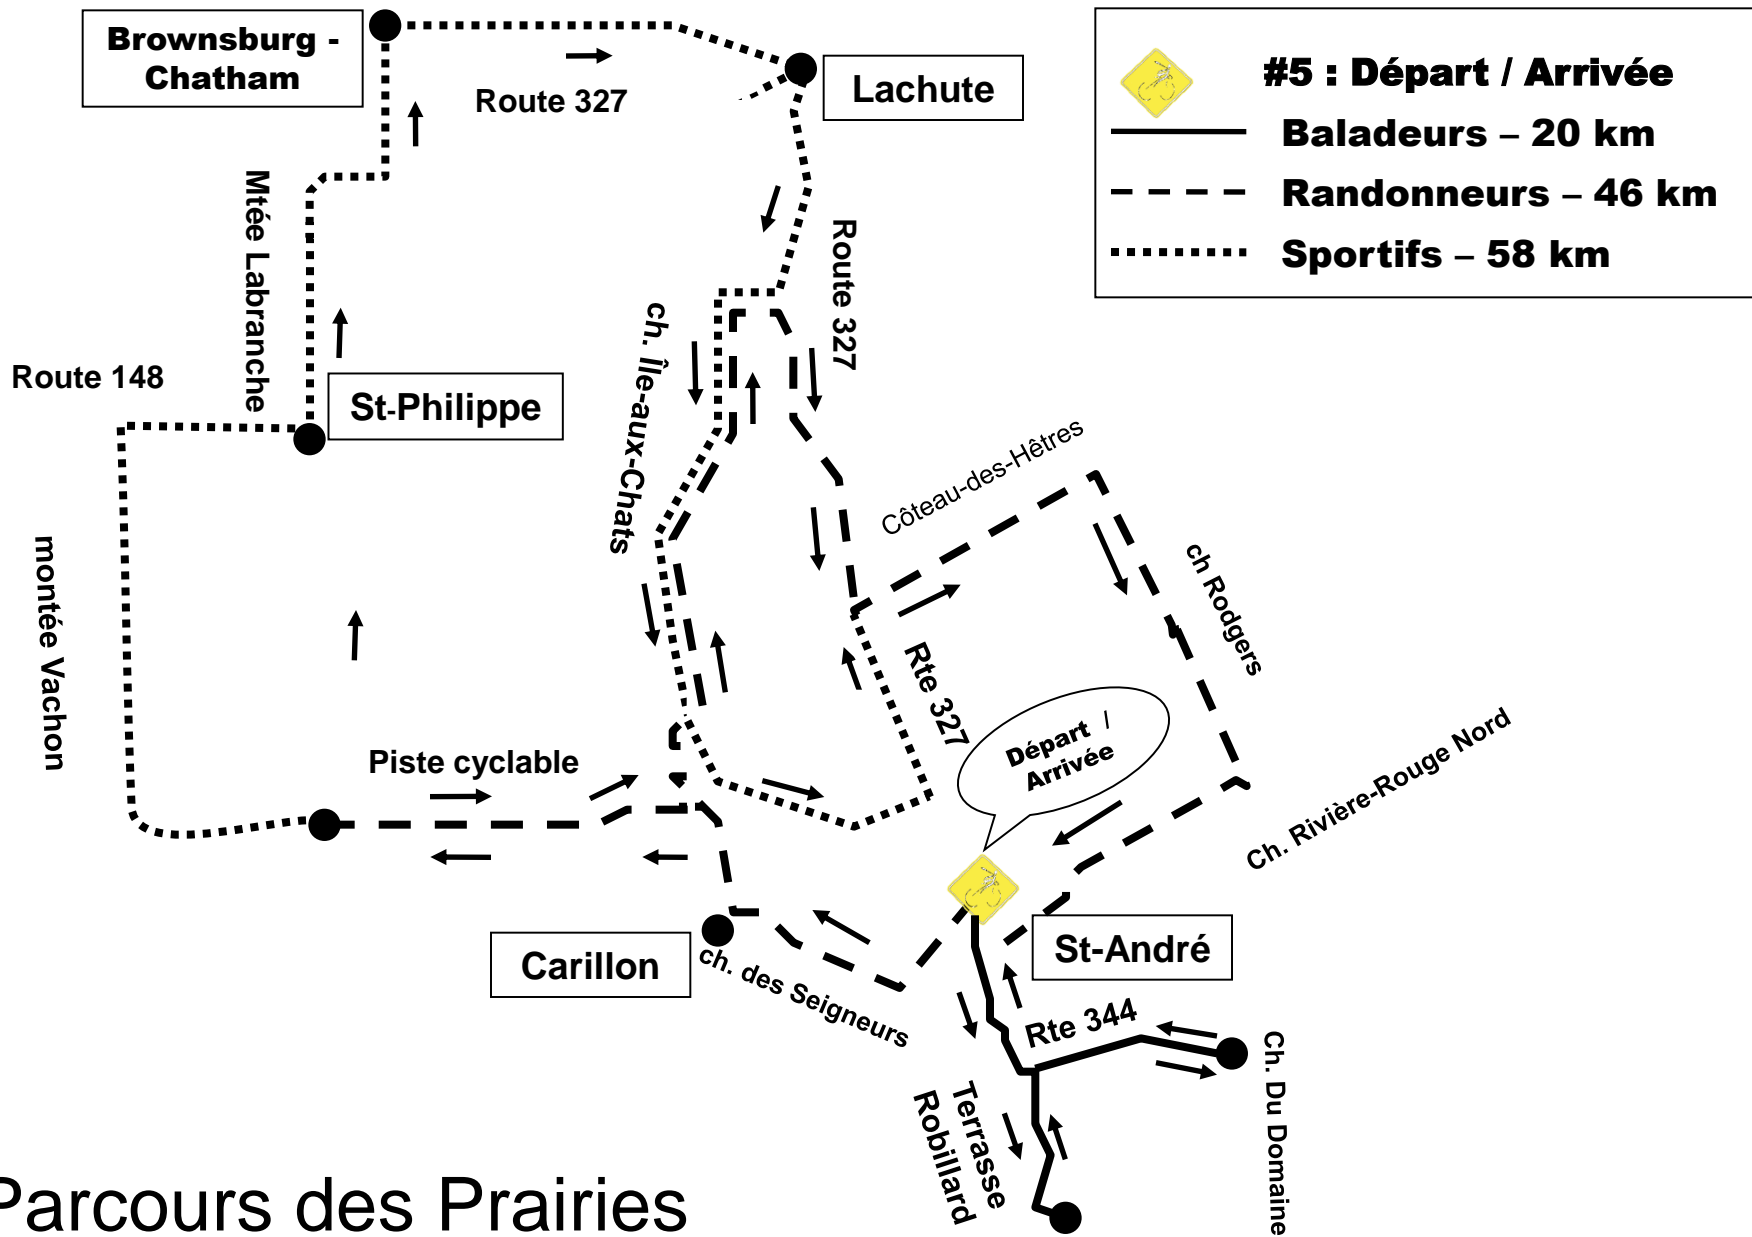 Brownsburg -
Chatham
Route 327
Lachute
#5 : Départ / Arrivée
Baladeurs – 20 km
Randonneurs – 46 km
Sportifs – 58 km
Mtée Labranche
Route 327
ch. Île-aux-Chats
Route 148
St-Philippe
Côteau-des-Hêtres
ch Rodgers
montée Vachon
Rte 327
Départ /
Arrivée
Piste cyclable
Ch. Rivière-Rouge Nord
Carillon
ch. des Seigneurs
St-André
Rte 344
Ch. Du Domaine
Terrasse
Robillard
Parcours des Prairies